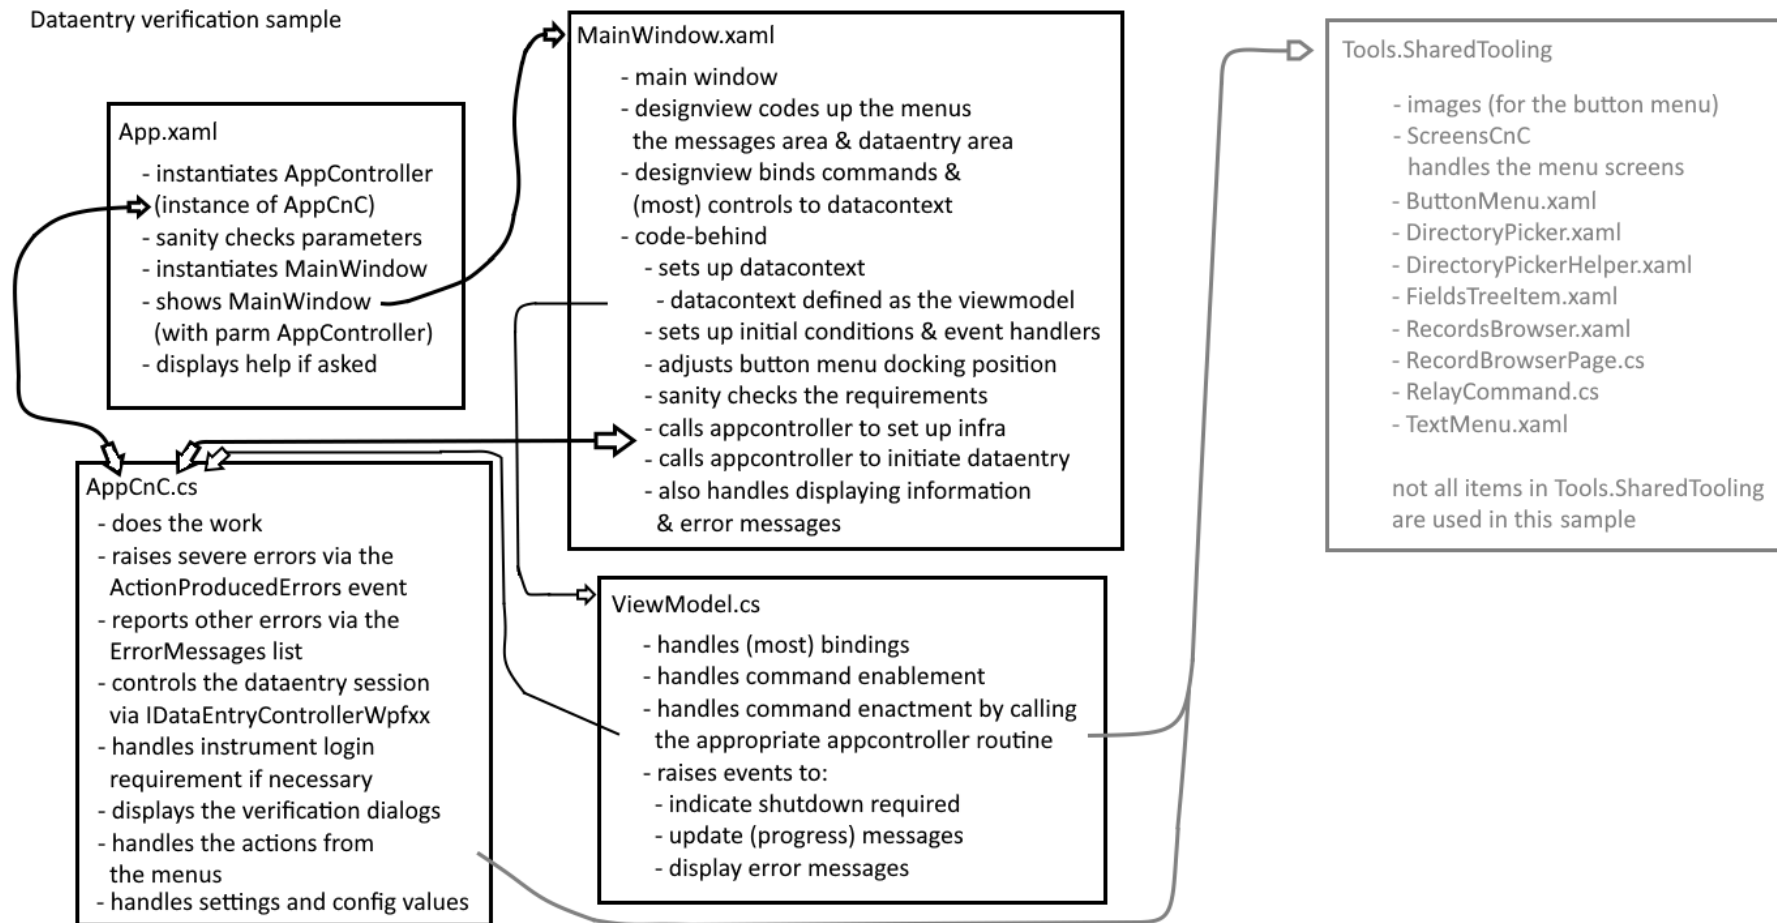 Dataentry verification sample
App.xaml
- instantiates AppController
(instance of AppCnC)
- sanity checks parameters
- instantiates MainWindow
- shows MainWindow
(with parm AppController)
- displays help if asked
MainWindow.xaml
- main window
- designview codes up the menus
the messages area & dataentry area
- designview binds commands &
(most) controls to datacontext
- code-behind
- sets up datacontext
- datacontext defined as the viewmodel
- sets up initial conditions & event handlers
- adjusts button menu docking position
- sanity checks the requirements
- calls appcontroller to set up infra
- calls appcontroller to initiate dataentry
- also handles displaying information
& error messages
Tools.SharedTooling
- images (for the button menu)
- ScreensCnC
handles the menu screens
- ButtonMenu.xaml
- DirectoryPicker.xaml
- DirectoryPickerHelper.xaml
- FieldsTreeItem.xaml
- RecordsBrowser.xaml
- RecordBrowserPage.cs
- RelayCommand.cs
- TextMenu.xaml
not all items in Tools.SharedTooling
are used in this sample
AppCnC.cs
- does the work
- raises severe errors via the
ActionProducedErrors event
- reports other errors via the
ErrorMessages list
- controls the dataentry session
via IDataEntryControllerWpfxx
- handles instrument login
requirement if necessary
- displays the verification dialogs
- handles the actions from
the menus
- handles settings and config values
ViewModel.cs
- handles (most) bindings
- handles command enablement
- handles command enactment by calling
the appropriate appcontroller routine
- raises events to:
- indicate shutdown required
- update (progress) messages
- display error messages